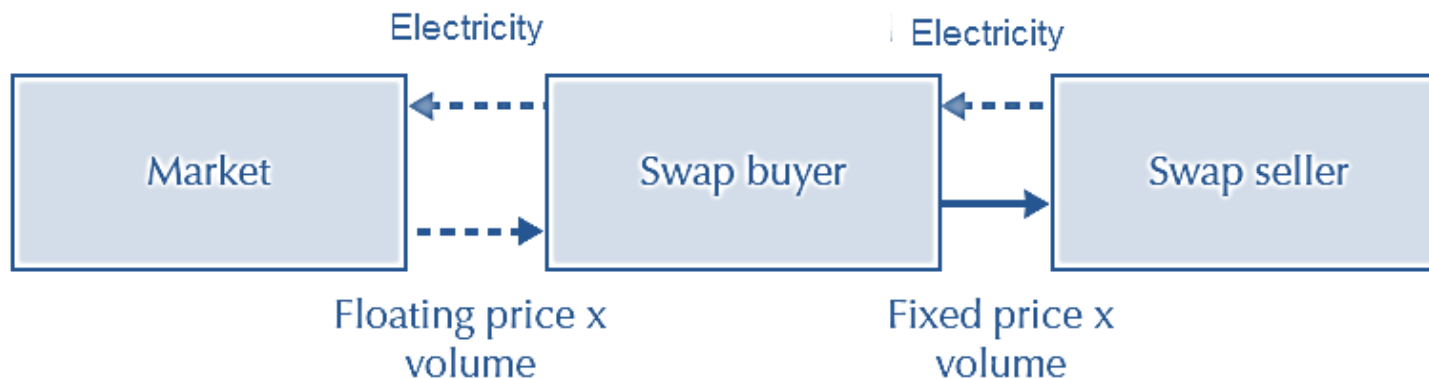 Electricity
Electricity
Market
Swap buyer
Swap seller
Floating price x
volume
Fixed price x
volume